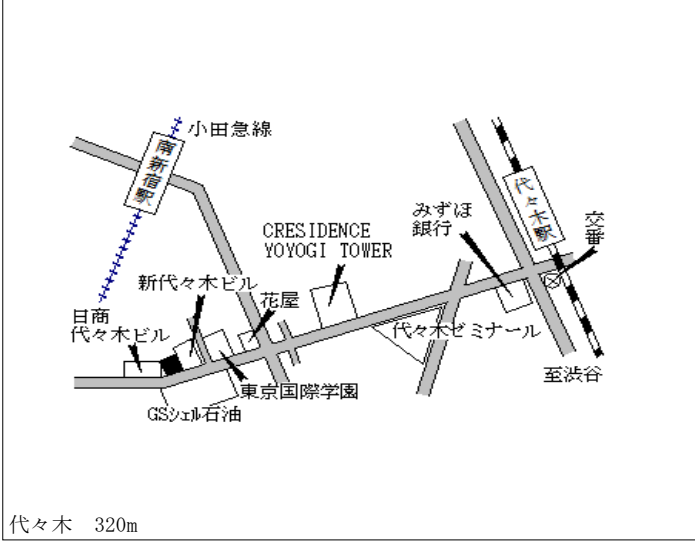 小田急線
南新宿駅
代々木駅
みずほ
銀行
交番
CRESIDENCE
YOYOGI TOWER
新代々木ビル
花屋
日商
代々木ビル
代々木ゼミナール
至渋谷
東京国際学園
GSシェル石油
代々木 320m